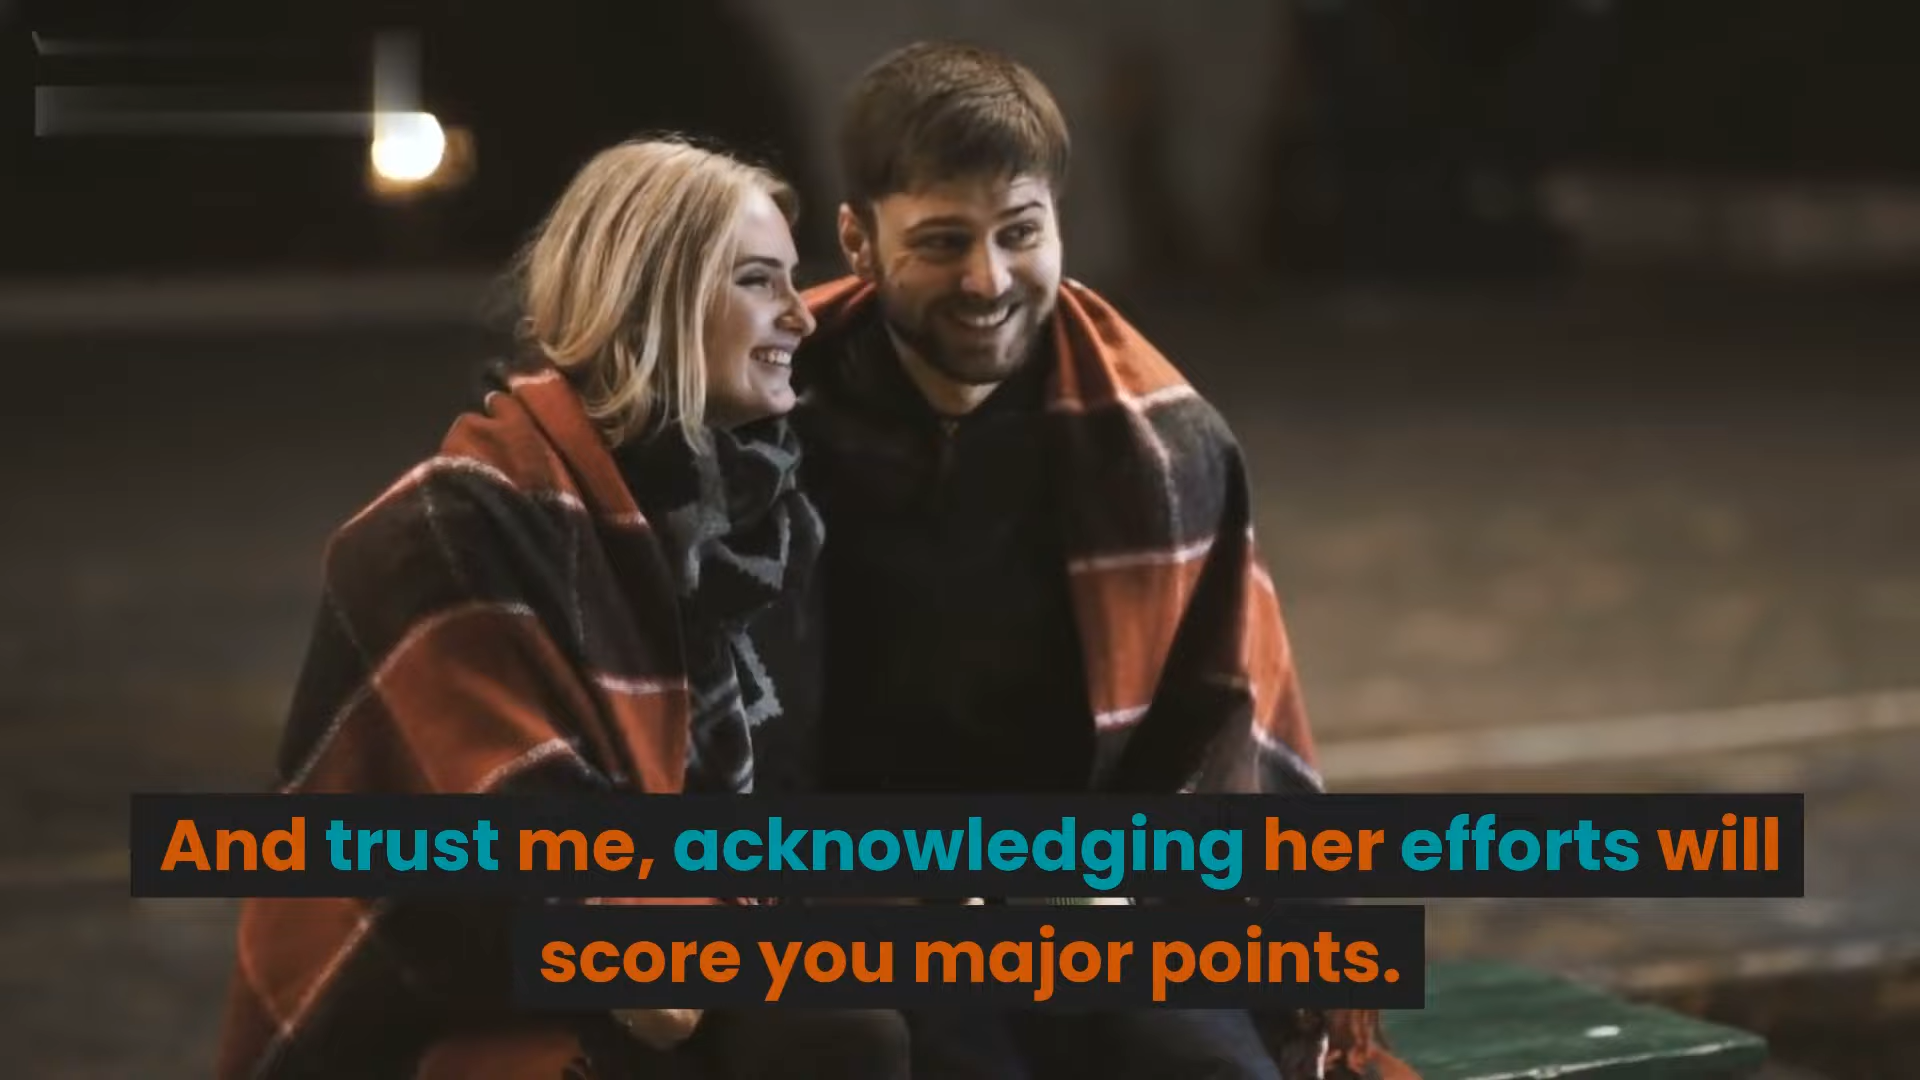 And trust me, acknowledging her efforts will
score you major points.